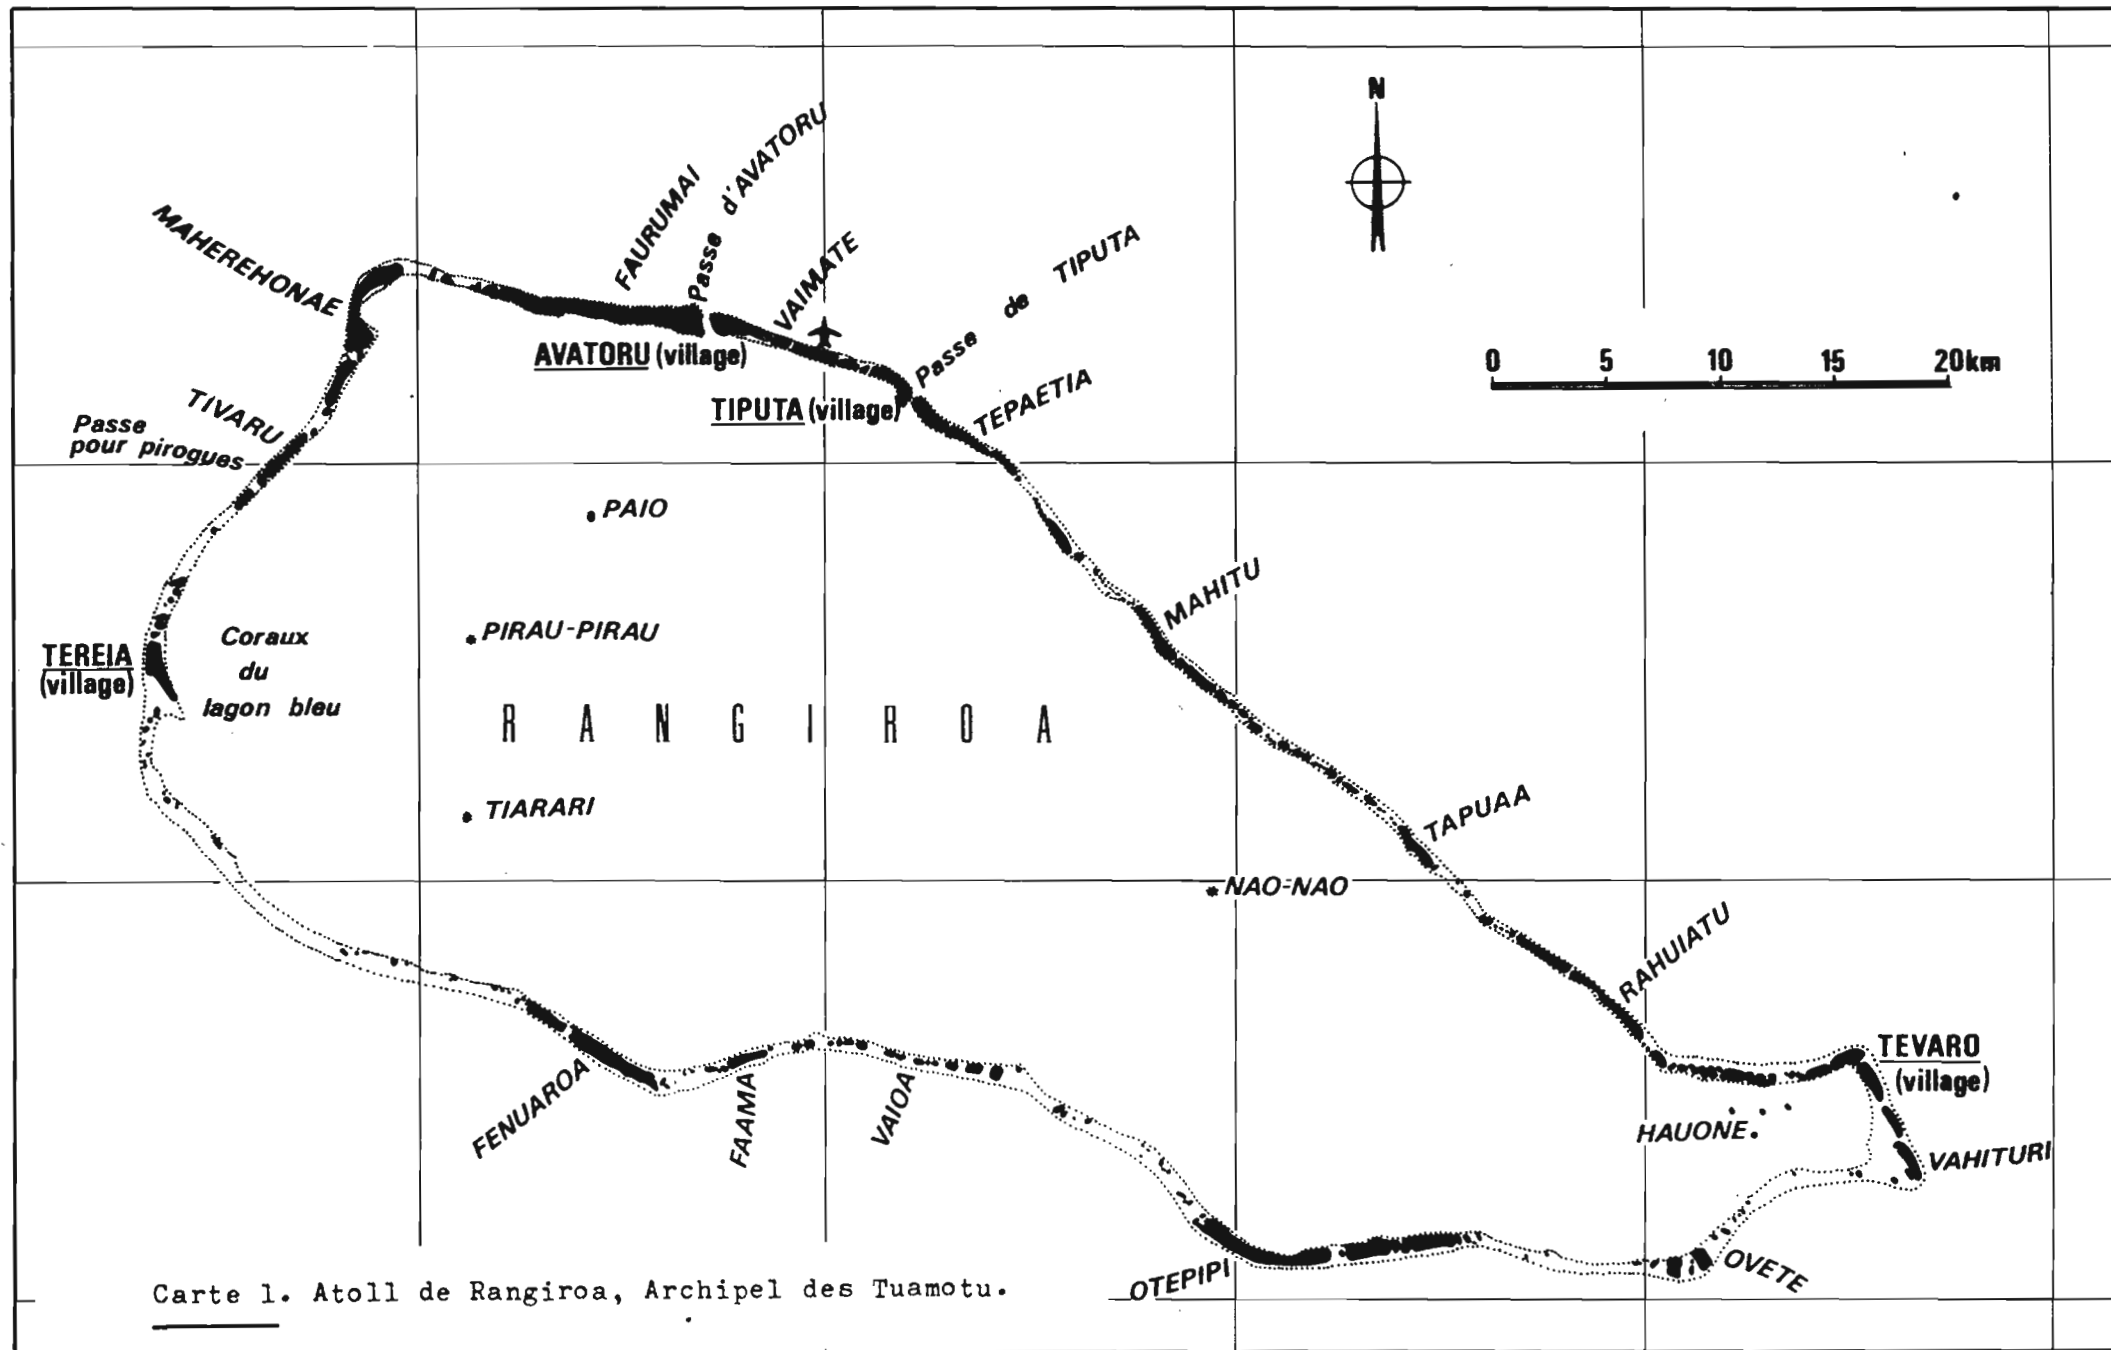 N
MAHEREHONAE
FAURUMAI
Passe d'AVATORU
VAIMATE
Passe de TIPUTA
0 5 10 15 20km
AVATORU (village)
TIPUTA (village)
TEPAETIA
TIVARU
Passe
pour pirogues
PAIO
MAHITU
PIRAU-PIRAU
Coraux
du
lagon bleu
TEREIA
(village)
RANGIROA
TIARARI
TAPUAA
NAO-NAO
RAHUIATU
TEVARO
(village)
FENUAROA
FAAMA
VAIOA
HAUONE
VAHITURI
OTEPIPI
OVETE
Carte 1. Atoll de Rangiroa, Archipel des Tuamotu.